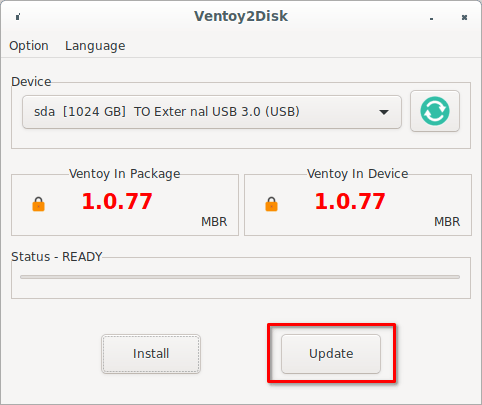 Ventoy2Disk
Option Language
Device
sda [1024 GB] TO Exter nal USB 3.0 (USB)
Ventoy In Package
1.0.77
MBR
Ventoy In Device
1.0.77
MBR
Status - READY
Install
Update